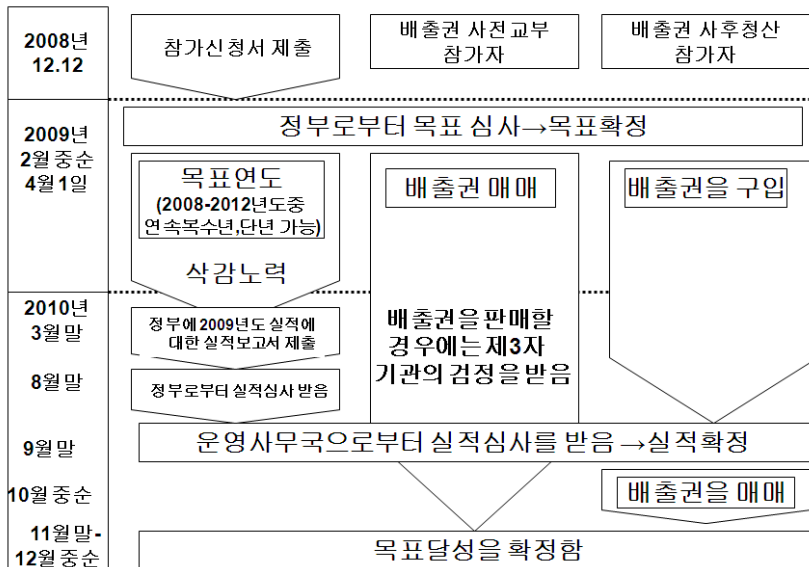 2008년
12.12
참가신청서 제출
배출권 사전교부
참가자
배출권 사후청산
참가자
2009년
2월 중순
4월 1일
정부로부터 목표 심사→목표확정
목표연도
(2008-2012년도중
연속복수년,단년 가능)
삭감노력
배출권 매매
배출권을 구입
2010년
3월말
정부에 2009년도 실적에
대한 실적보고서 제출
배출권을 판매할
경우에는 제3자
기관의 검정을 받음
8월말
정부로부터 실적심사 받음
9월말
운영사무국으로부터 실적심사를 받음 →실적확정
10월 중순
배출권을 매매
11월말-
12월 중순
목표달성을 확정함